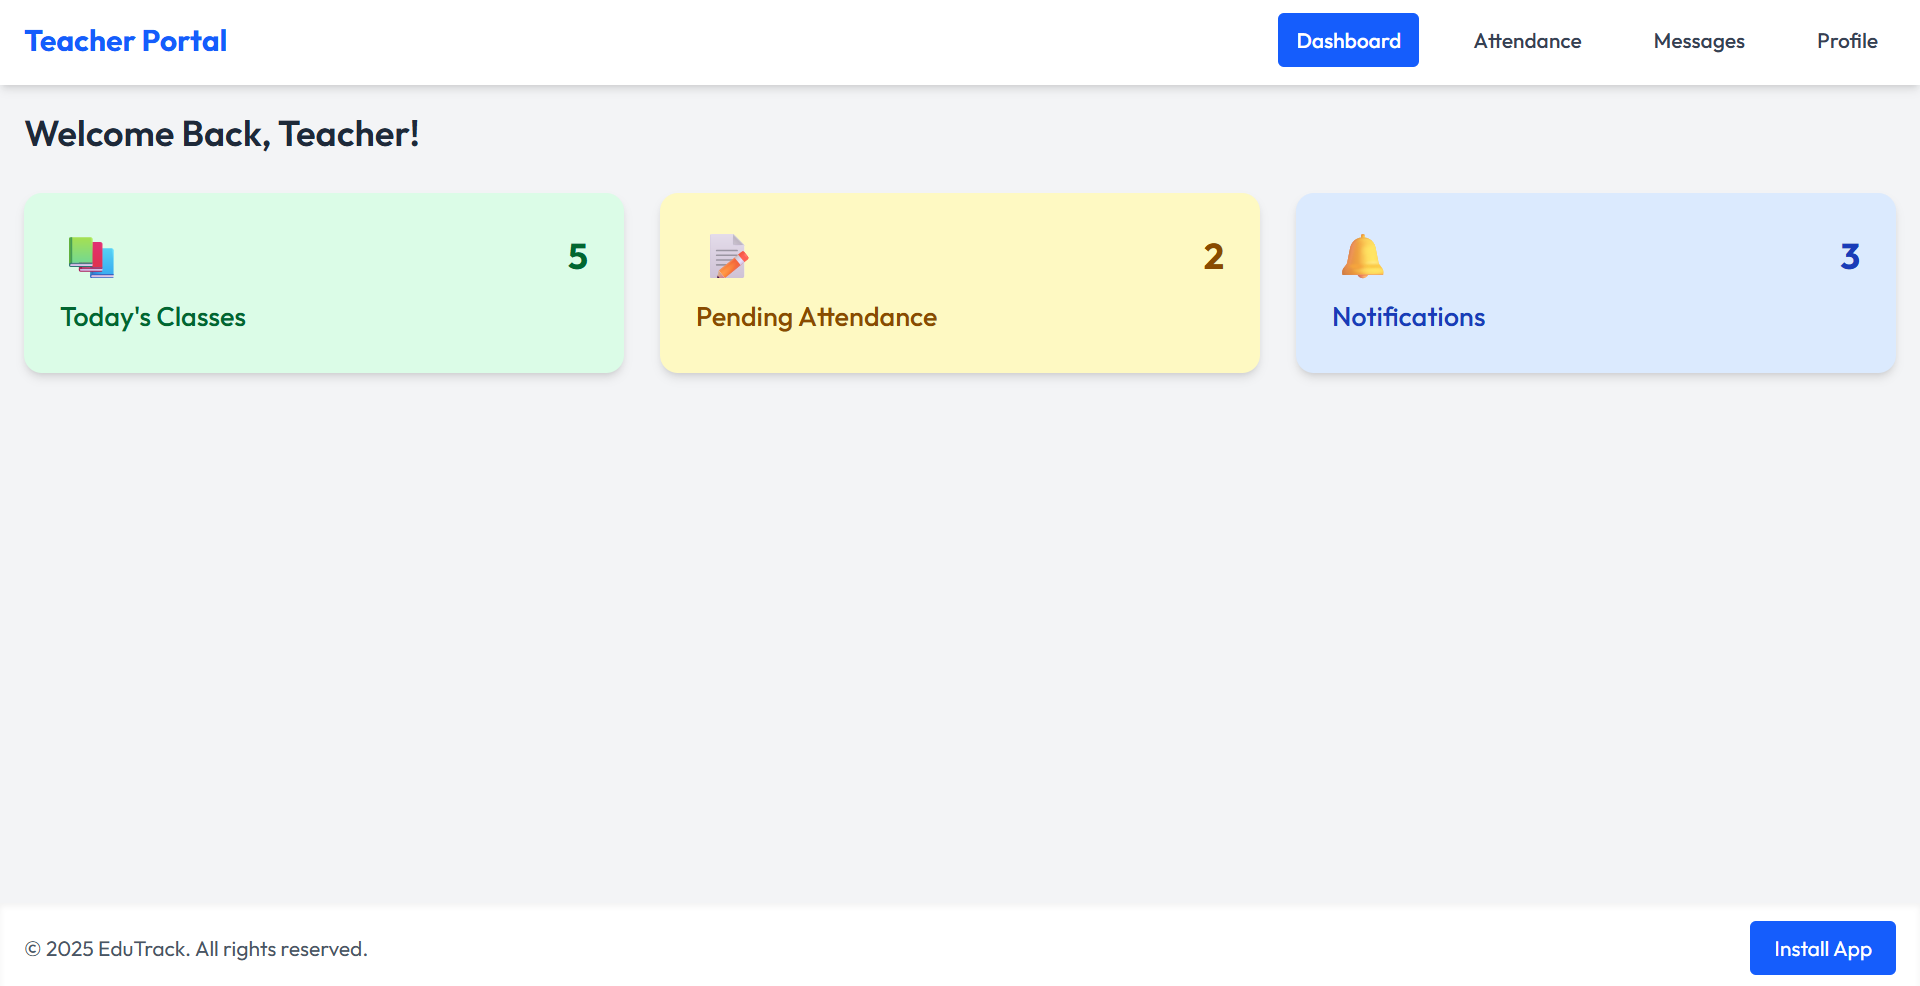 Teacher Portal
Dashboard
Attendance
Messages
Profile
Welcome Back, Teacher!
5
Today's Classes
2
Pending Attendance
3
Notifications
© 2025 EduTrack. All rights reserved.
Install App